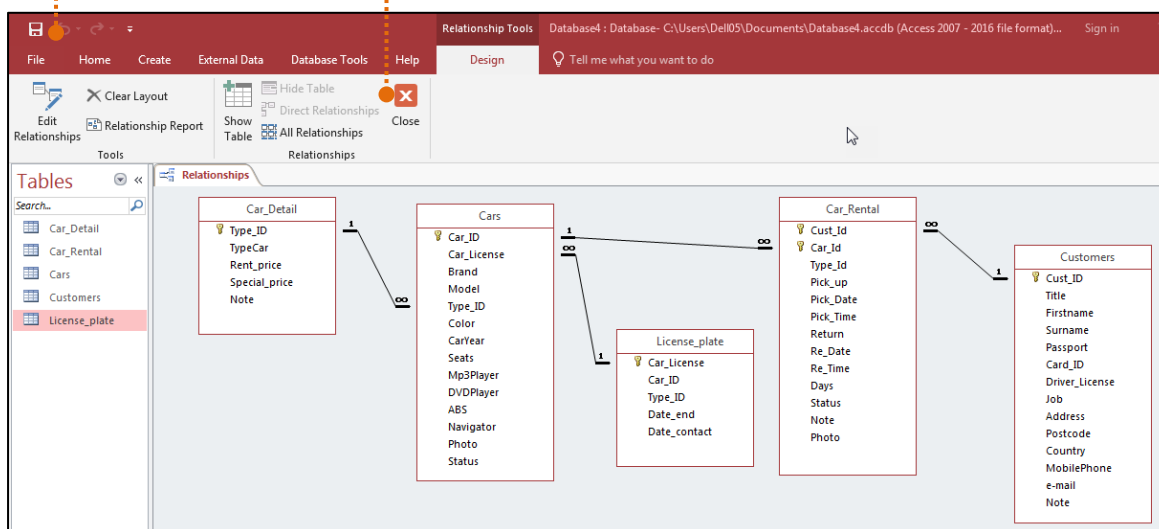 Relationship Tools
Database4 : Database- C:\Users\Dell05\Documents\Database4.accdb (Access 2007 - 2016 file format)...
Sign in
File
Home
Create
External Data
Database Tools
Help
Design
Tell me what you want to do
Edit
Relationships
Clear Layout
Relationship Report
Tools
Show
Table
Hide Table
Direct Relationships
All Relationships
Relationships
Close
Tables
Search...
Car_Detail
Car_Rental
Cars
Customers
License_plate
Relationships
Car_Detail
Type_ID
TypeCar
Rent_price
Special_price
Note
1
∞
Cars
Car_ID
Car_License
Brand
Model
Type_ID
Color
CarYear
Seats
Mp3Player
DVDPlayer
ABS
Navigator
Photo
Status
1
∞
∞
1
License_plate
Car_License
Car_ID
Type_ID
Date_end
Date_contact
Car_Rental
Cust_Id
Car_Id
Type_Id
Pick_up
Pick_Date
Pick_Time
Return
Re_Date
Re_Time
Days
Status
Note
Photo
∞
1
Customers
Cust_ID
Title
Firstname
Surname
Passport
Card_ID
Driver_License
Job
Address
Postcode
Country
MobilePhone
e-mail
Note